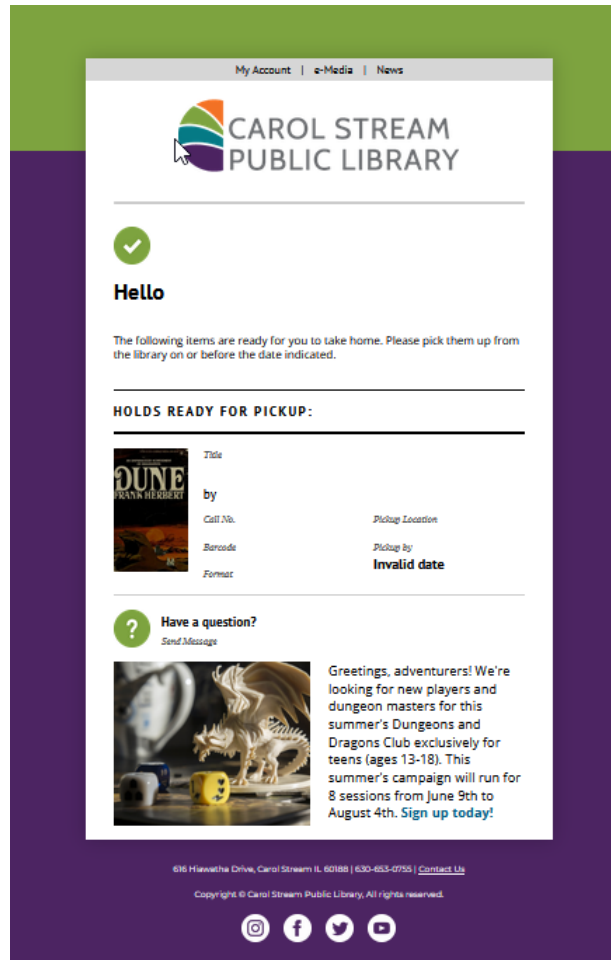 My Account | e-Media | News
CAROL STREAM
PUBLIC LIBRARY
Hello
The following items are ready for you to take home. Please pick them up from
the library on or before the date indicated.
HOLDS READY FOR PICKUP:
DUNE
FRANK HERBERT
Title
by
Call No.
Pickup Location
Barcode
Pickup by
Invalid date
Format
Have a question?
Send Message
Greetings, adventurers! We're
looking for new players and
dungeon masters for this
summer's Dungeons and
Dragons Club exclusively for
teens (ages 13-18). This
summer's campaign will run for
8 sessions from June 9th to
August 4th. Sign up today!
616 Hiawatha Drive, Carol Stream IL 60188 | 630-653-0755 | Contact Us
Copyright © Carol Stream Public Library, All rights reserved.